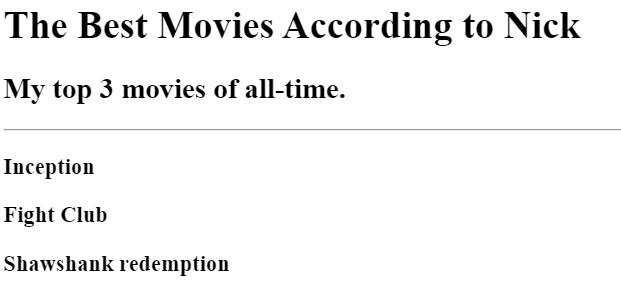 The Best Movies According to Nick
My top 3 movies of all-time.
Inception
Fight Club
Shawshank redemption